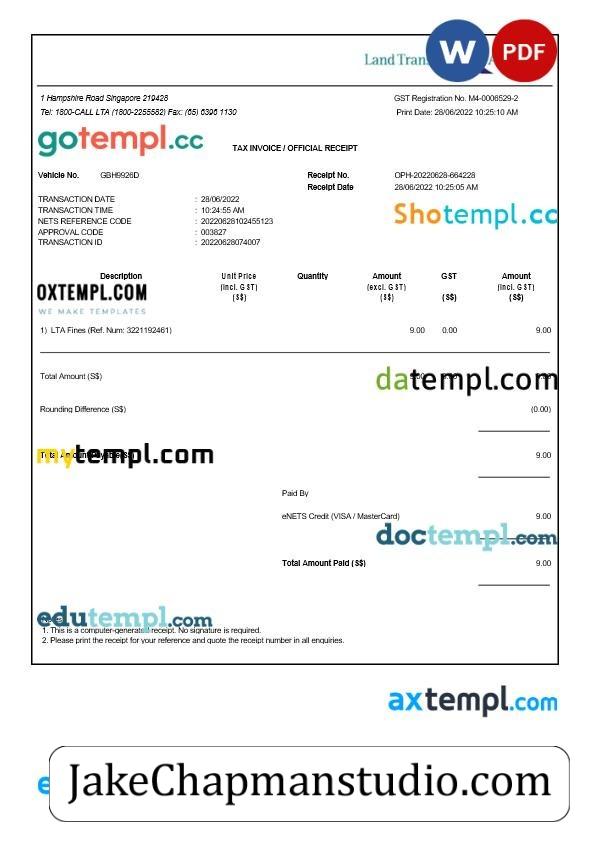 Land Tran
W
PDF
1 Hampshire Road Singapore 219428 GST Registration No. M4-0006529-2
Tel: 1800-CALL LTA (1800-2255582) Fax: (65) 6396 1130 Print Date: 28/06/2022 10:25:10 AM
gotempl.cc
TAX INVOICE / OFFICIAL RECEIPT
Vehicle No. GBH9926D Receipt No. OPH-20220628-664228
Receipt Date 28/06/2022 10:25:05 AM
TRANSACTION DATE : 28/06/2022
TRANSACTION TIME : 10:24:55 AM
NETS REFERENCE CODE : 20220628102455123
APPROVAL CODE : 003827
TRANSACTION ID : 20220628074007
Shotempl.cc
Description Unit Price Quantity Amount GST Amount
(incl. GST) (excl. GST) (incl. GST)
(S$) (S$) (S$) (S$)
OXTEMPL.COM
WE MAKE TEMPLATES
1) LTA Fines (Ref. Num: 3221192461) 9.00 0.00 9.00
Total Amount (S$)
datempl.com
Rounding Difference (S$) (0.00)
Total Amount Payable (S$) 9.00
mytempl.com
Paid By
eNETS Credit (VISA / MasterCard) 9.00
doctempl.com
Total Amount Paid (S$) 9.00
edutempl.com
1. This is a computer-generated receipt. No signature is required.
2. Please print the receipt for your reference and quote the receipt number in all enquiries.
axtempl.com
JakeChapmanstudio.com